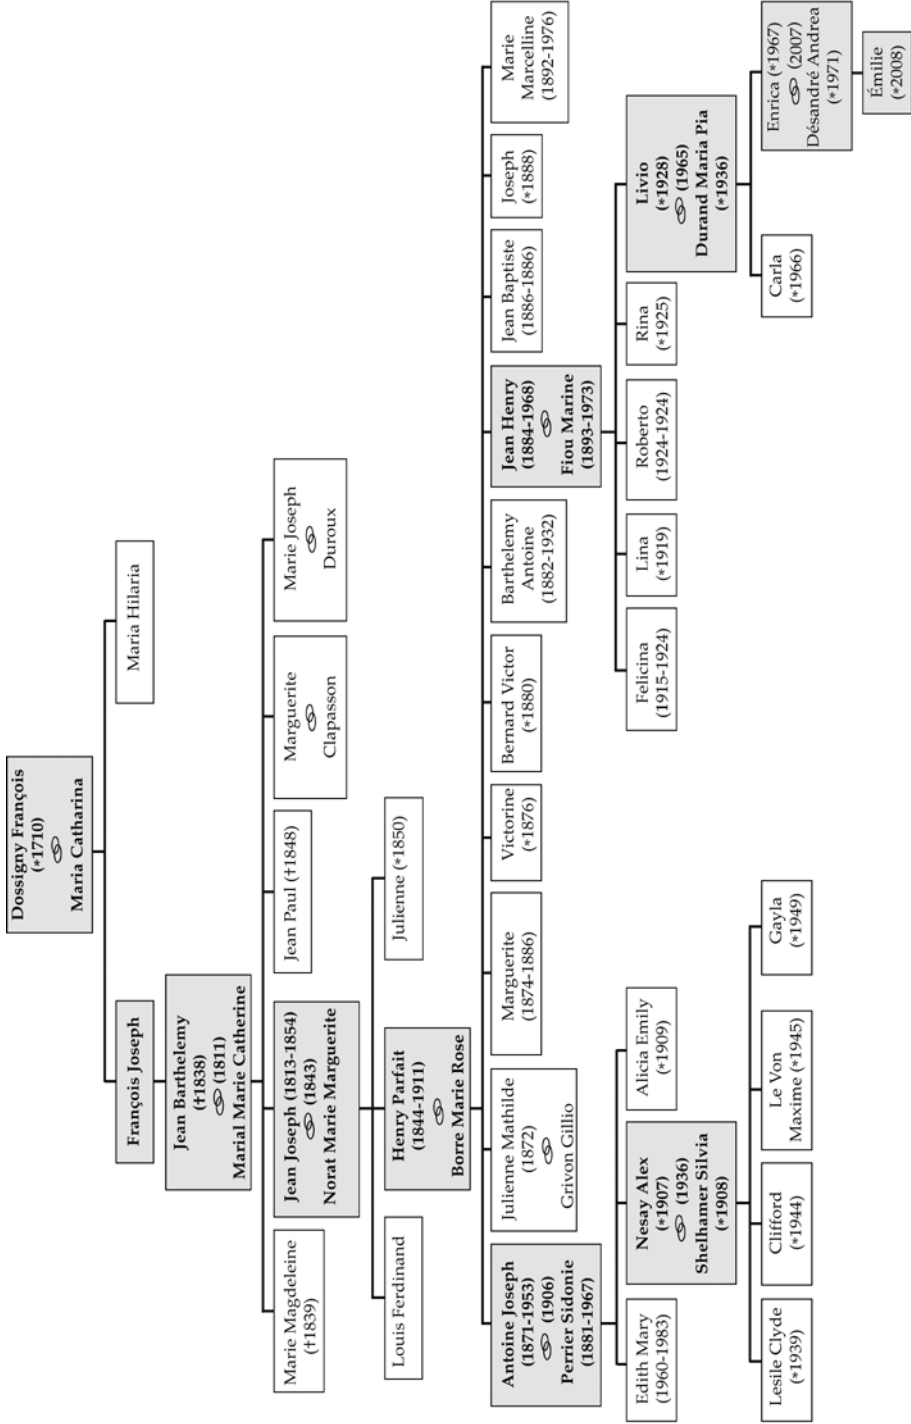 Dossigny François
(*1710)
Maria Catharina
François Joseph
Maria Hilaria
Jean Barthelemy
(†1838)
(1811)
Marial Marie Catherine
Marie Magdeleine
(†1839)
Jean Joseph (1813-1854)
(1843)
Norat Marie Marguerite
Jean Paul (†1848)
Marguerite
Clapasson
Marie Joseph
Duroux
Louis Ferdinand
Henry Parfait
(1844-1911)
Borre Marie Rose
Julienne (*1850)
Antoine Joseph
(1871-1953)
(1906)
Perrier Sidonie
(1881-1967)
Julienne Mathilde
(1872)
Grivon Gillio
Marguerite
(1874-1886)
Victorine
(*1876)
Bernard Victor
(*1880)
Barthelemy
Antoine
(1882-1932)
Jean Henry
(1884-1968)
Fiou Marine
(1893-1973)
Jean Baptiste
(1886-1886)
Joseph
(*1888)
Marie
Marcelline
(1892-1976)
Edith Mary
(1960-1983)
Nesay Alex
(*1907)
(1936)
Shelhamer Silvia
(*1908)
Alicia Emily
(*1909)
Felicina
(1915-1924)
Lina
(*1919)
Roberto
(1924-1924)
Rina
(*1925)
Livio
(*1928)
(1965)
Durand Maria Pia
(*1936)
Lesile Clyde
(*1939)
Clifford
(*1944)
Le Von
Maxime (*1945)
Gayla
(*1949)
Carla
(*1966)
Enrica (*1967)
(2007)
Désandré Andrea
(*1971)
Émilie
(*2008)